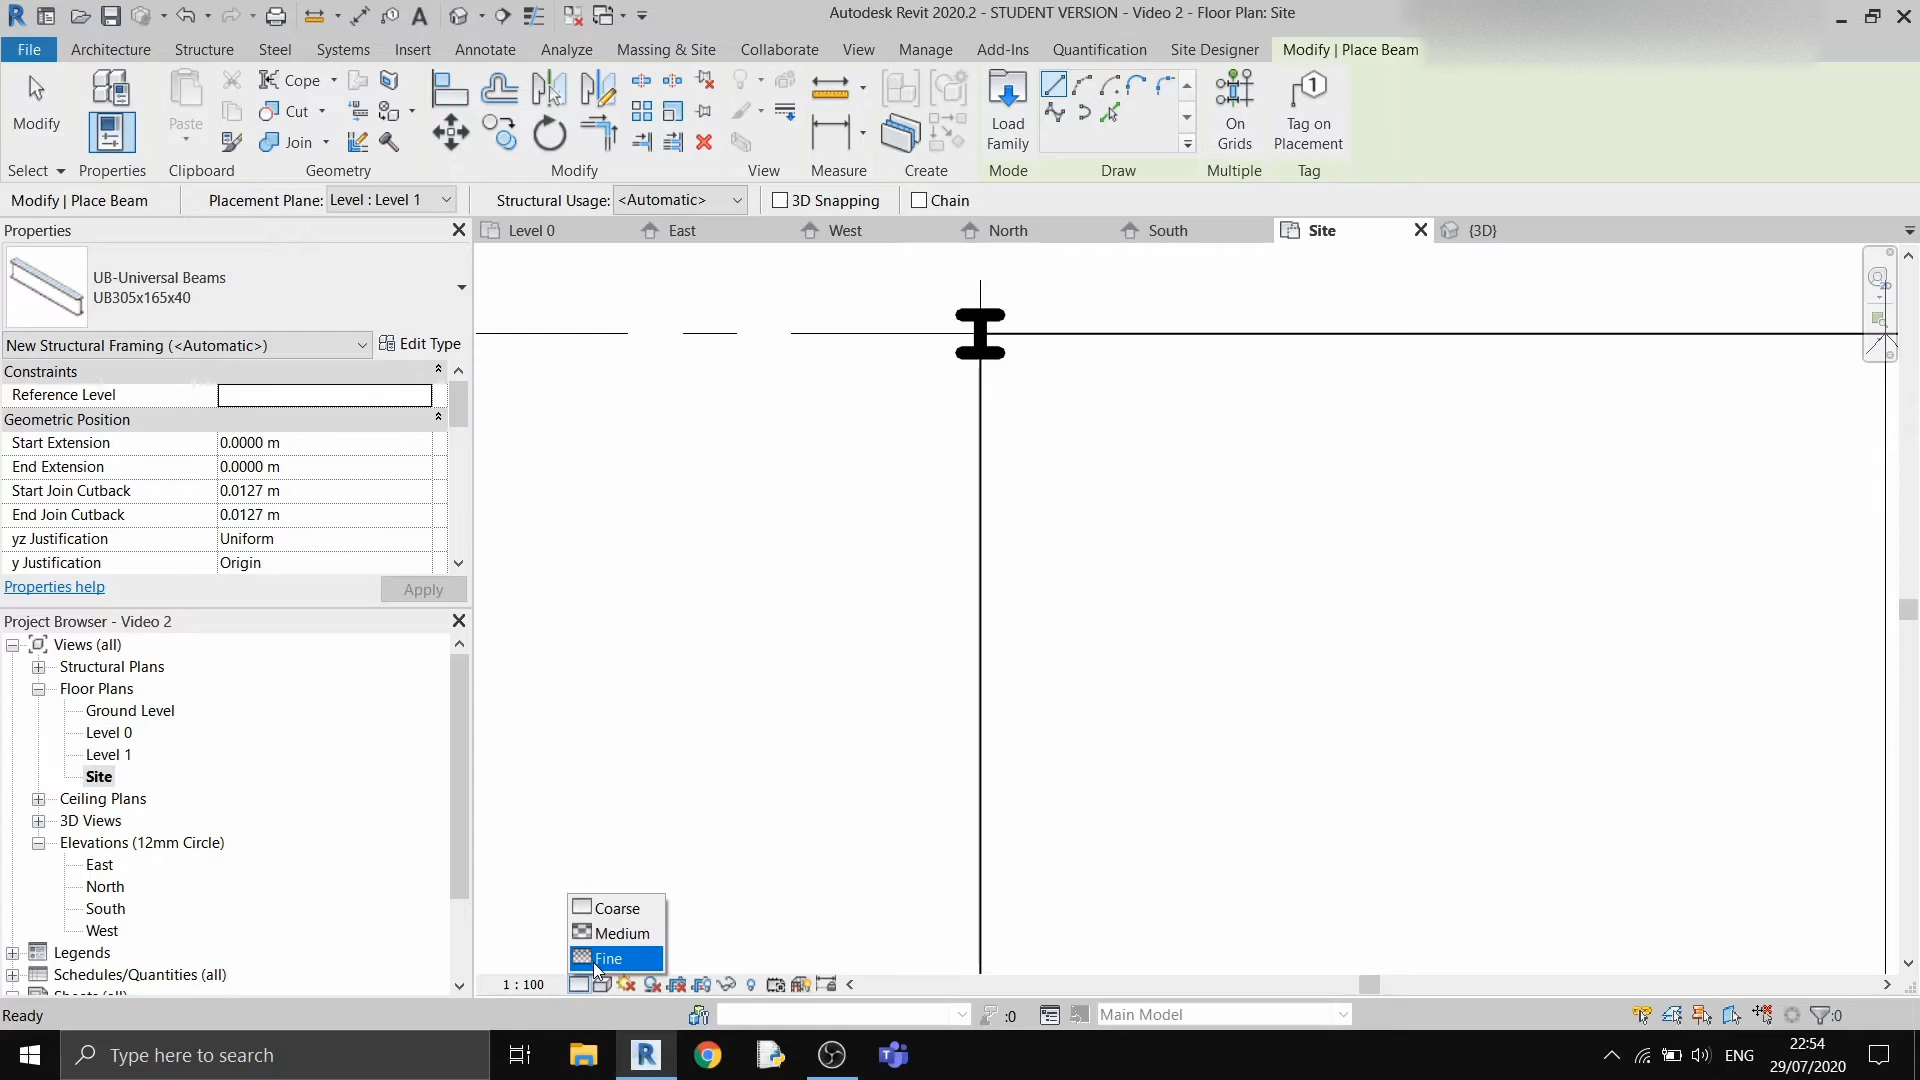 Autodesk Revit 2020.2 - STUDENT VERSION - Video 2 - Floor Plan: Site
File Architecture Structure Steel Systems Insert Annotate Analyze Massing & Site Collaborate View Manage Add-Ins Quantification Site Designer Modify | Place Beam
Modify
Paste
Cope
Cut
Join
Load Family
On Grids
1
Tag on Placement
Select Properties Clipboard Geometry Modify View Measure Create Mode Draw Multiple Tag
Modify | Place Beam Placement Plane: Level : Level 1 Structural Usage: <Automatic> 3D Snapping Chain
Properties
Level 0 East West North South Site {3D}
UB-Universal Beams
UB305x165x40
New Structural Framing (<Automatic>) Edit Type
Constraints
Reference Level
Geometric Position
Start Extension 0.0000 m
End Extension 0.0000 m
Start Join Cutback 0.0127 m
End Join Cutback 0.0127 m
yz Justification Uniform
y Justification Origin
Properties help Apply
Project Browser - Video 2
Views (all)
Structural Plans
Floor Plans
Ground Level
Level 0
Level 1
Site
Ceiling Plans
3D Views
Elevations (12mm Circle)
East
North
South
West
Legends
Schedules/Quantities (all)
Coarse
Medium
Fine
1 : 100
Ready :0 Main Model :0
Type here to search
ENG
22:54
29/07/2020